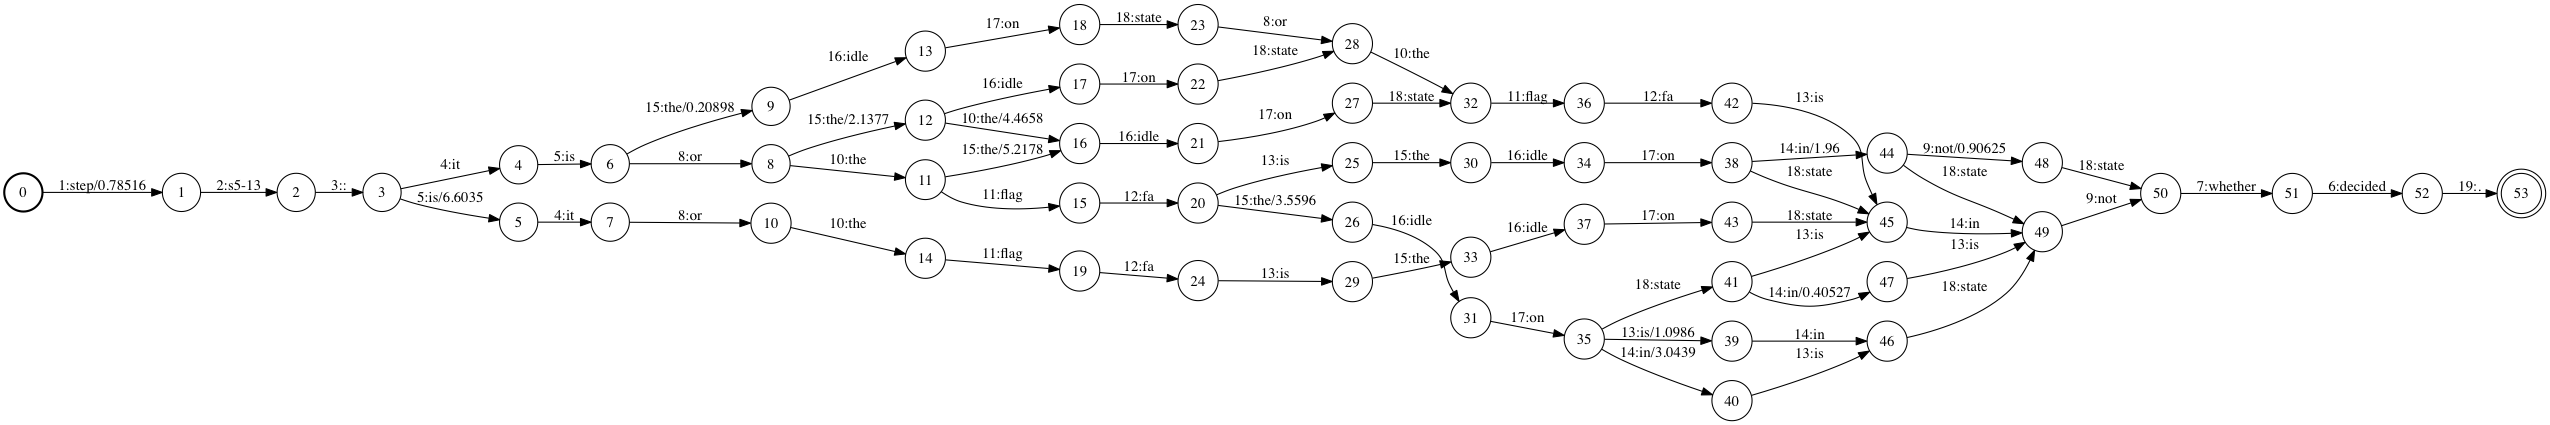 0 1:step/0.78516 1 2:s5-13 2 3:: 3
4:it 4 5:is 6
5:is/6.6035 5 4:it 7 8:or 10 10:the 14 11:flag 19 12:fa 24 13:is 29 15:the 33 16:idle 37 17:on 43 18:state 45
15:the/0.20898 9 16:idle 13 17:on 18 18:state 23 8:or 28 10:the 32 11:flag 36 12:fa 42 13:is
8:or 8 15:the/2.1377 12 16:idle 17 17:on 22 18:state
10:the/4.4658 16 16:idle 21 17:on 27 18:state
10:the 11 15:the/5.2178
11:flag 15 12:fa 20 13:is 25 15:the 30 16:idle 34 17:on 38 14:in/1.96 44 9:not/0.90625 48 18:state 50
18:state
18:state
15:the/3.5596 26 16:idle 31 17:on 35 18:state 41 13:is
14:in 49 9:not
14:in/0.40527 47 13:is
13:is/1.0986 39 14:in 46 18:state
14:in/3.0439 40 13:is
7:whether 51 6:decided 52 19:. 53